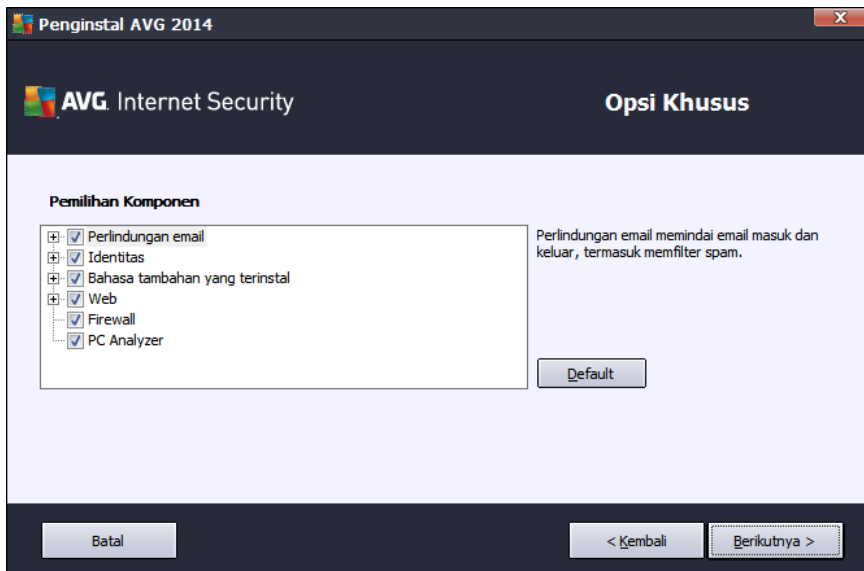 Penginstal AVG 2014
AVG. Internet Security
Opsi Khusus
Pemilihan Komponen
Perlindungan email
Identitas
Bahasa tambahan yang terinstal
Web
Firewall
PC Analyzer
Perlindungan email memindai email masuk dan
keluar, termasuk memfilter spam.
Default
Batal
< Kembali
Berikutnya >